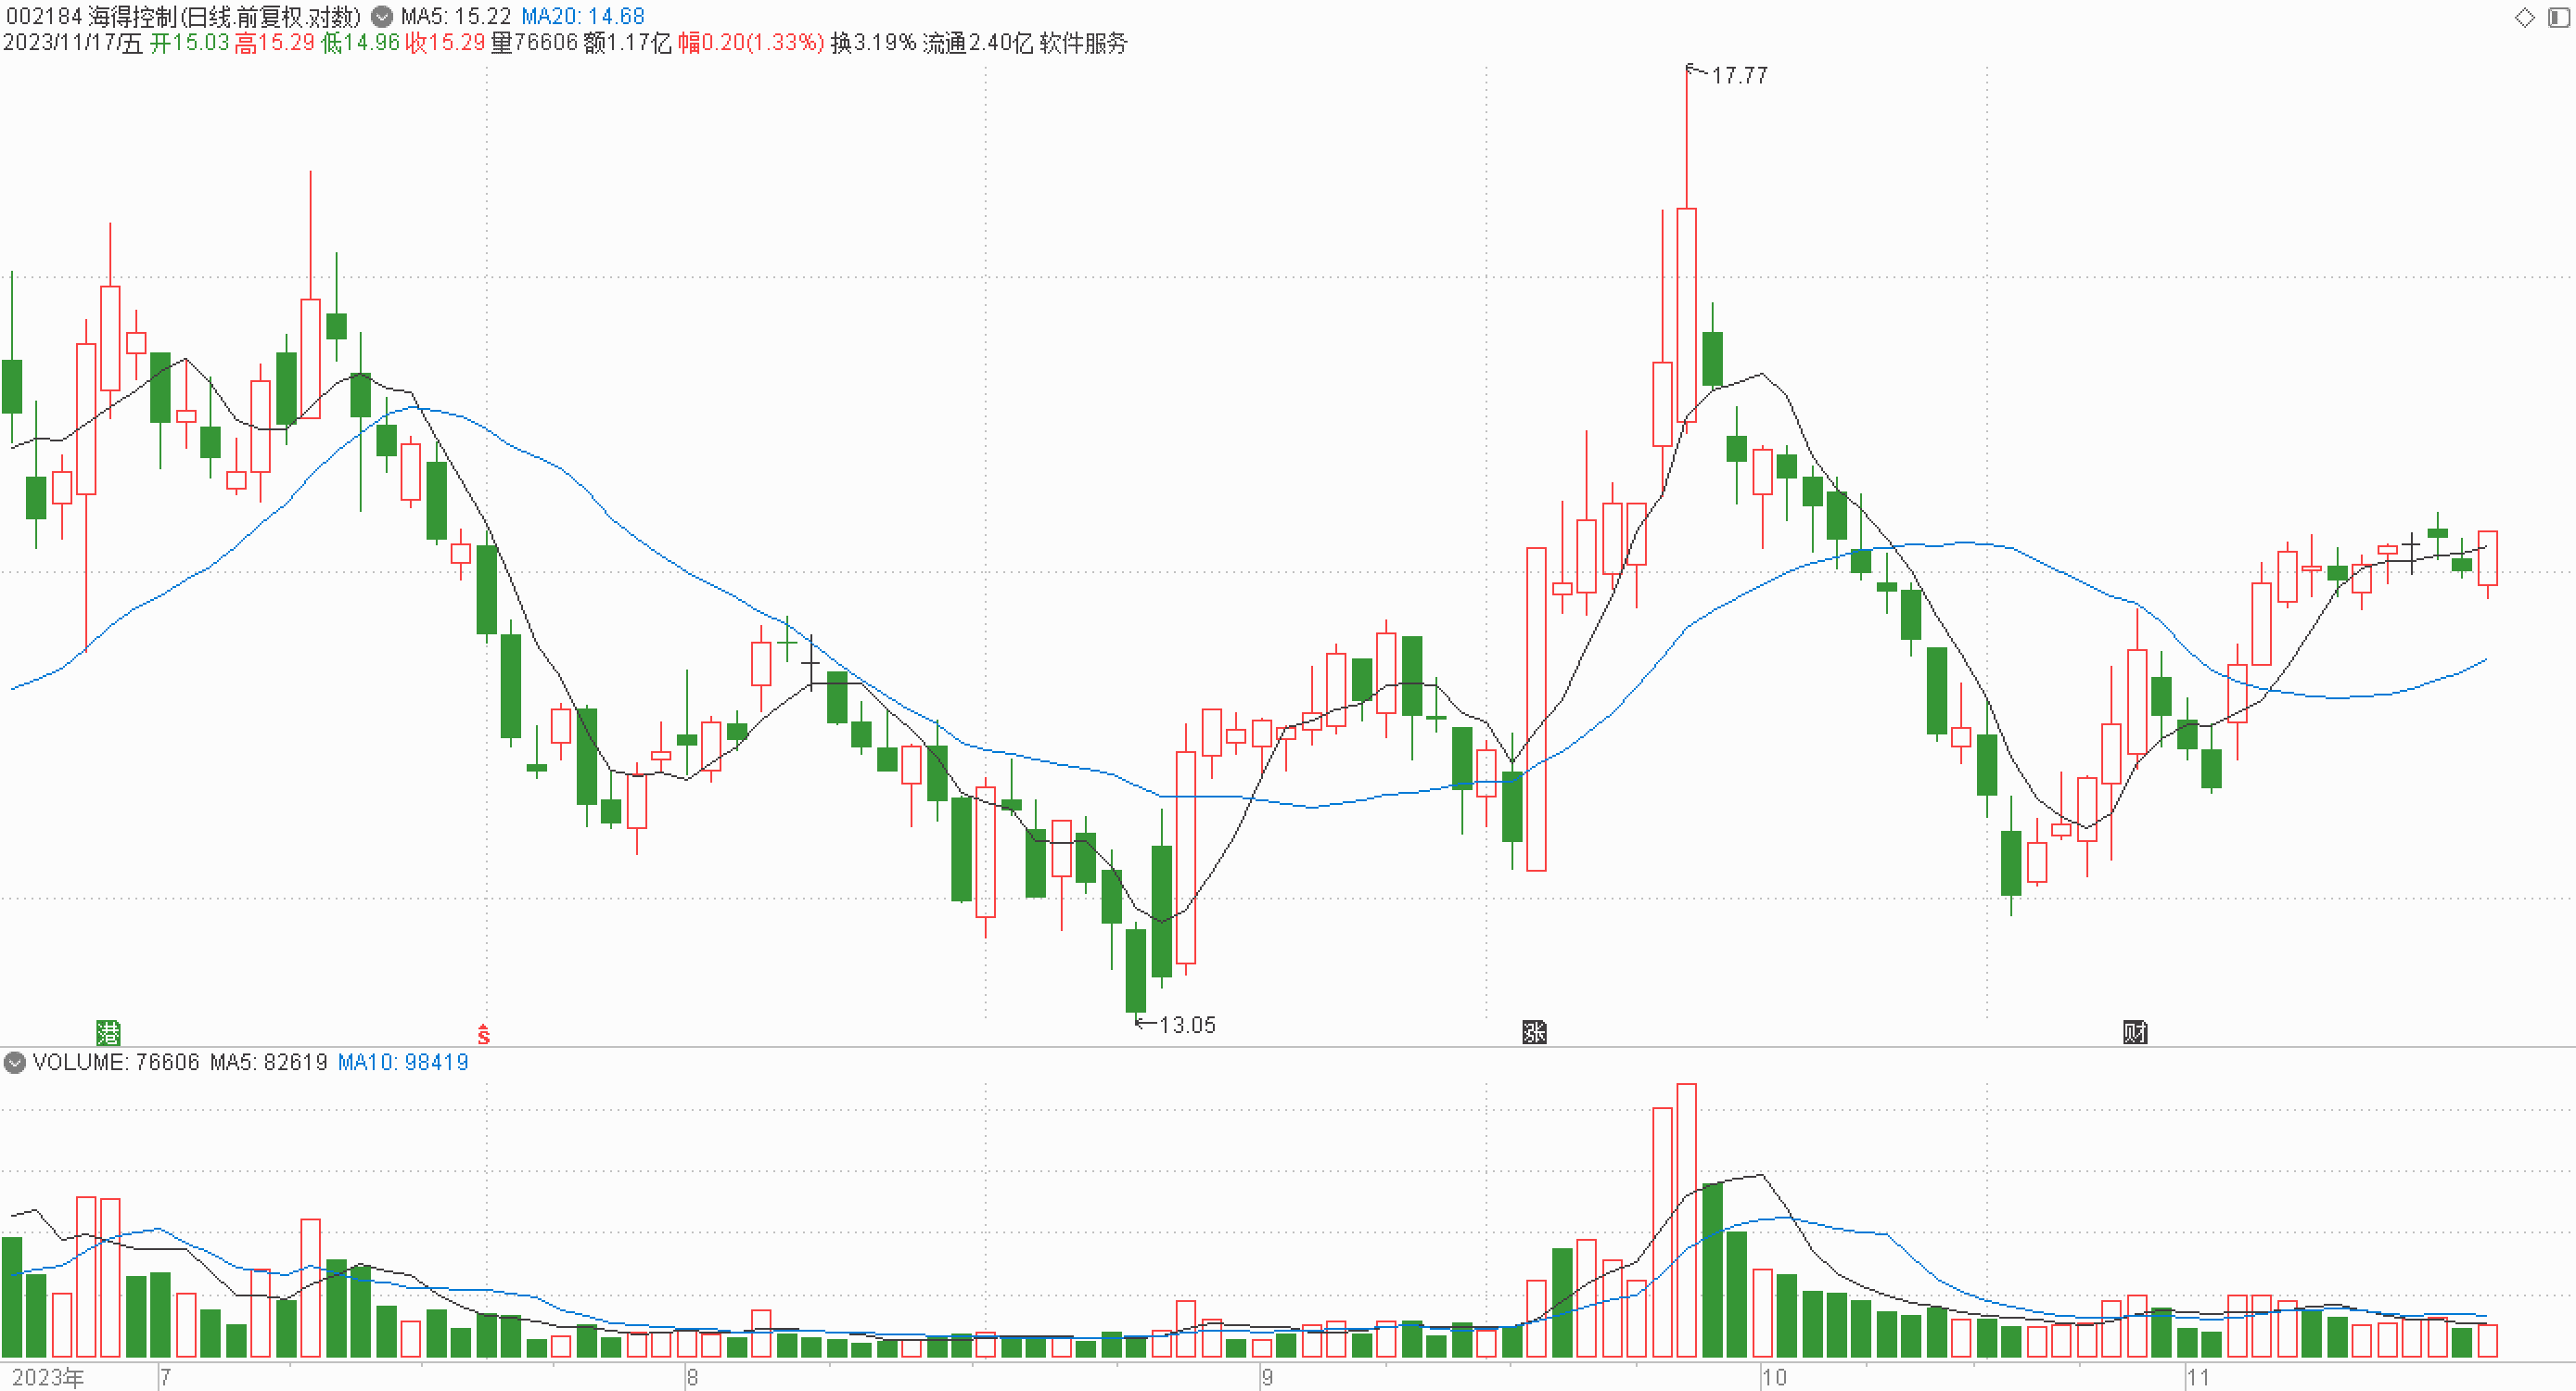 002184 海得控制(日线.前复权.对数) MA5: 15.22 MA20: 14.68
2023/11/17/五 开15.03 高15.29 低14.96 收15.29 量76606 额1.17亿 幅0.20(1.33%) 换3.19% 流通2.40亿 软件服务
17.77
13.05
港 $ 涨 财
VOLUME: 76606 MA5: 82619 MA10: 98419
2023年 7 8 9 10 11